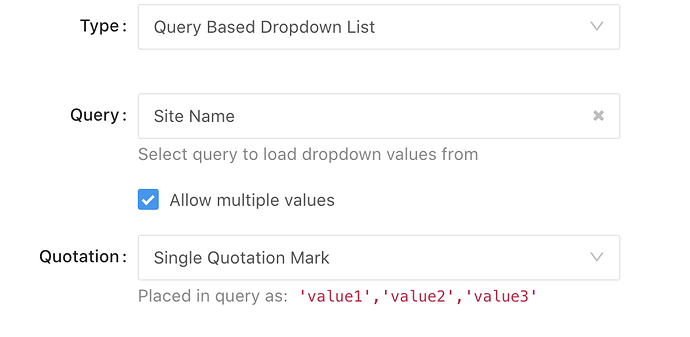 Type: Query Based Dropdown List
Query: Site Name
Select query to load dropdown values from
Allow multiple values
Quotation: Single Quotation Mark
Placed in query as: 'value1','value2','value3'